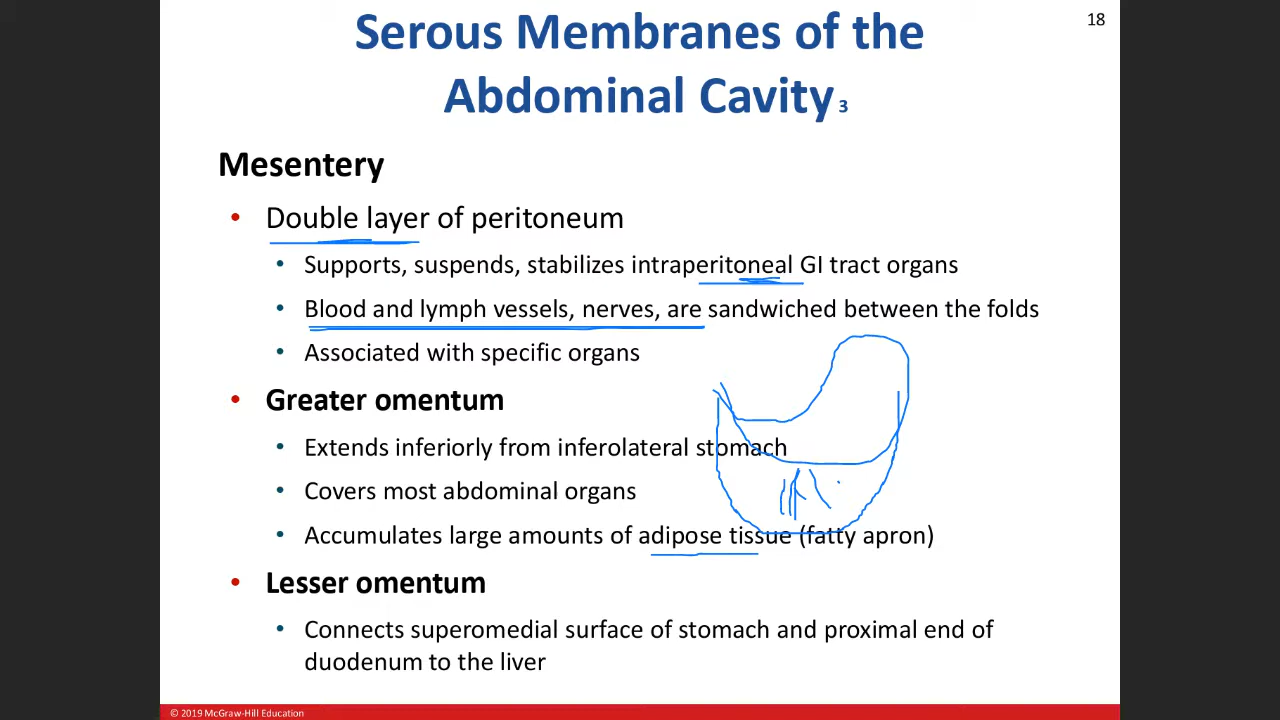 18
Serous Membranes of the
Abdominal Cavity 3
Mesentery
• Double layer of peritoneum
• Supports, suspends, stabilizes intraperitoneal GI tract organs
• Blood and lymph vessels, nerves, are sandwiched between the folds
• Associated with specific organs
• Greater omentum
• Extends inferiorly from inferolateral stomach
• Covers most abdominal organs
• Accumulates large amounts of adipose tissue (fatty apron)
• Lesser omentum
• Connects superomedial surface of stomach and proximal end of
duodenum to the liver
© 2019 McGraw-Hill Education